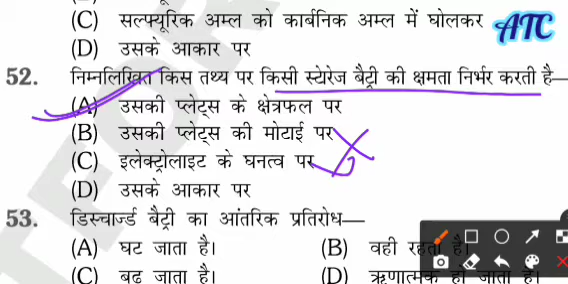 (C) सल्फ्यूरिक अम्ल को कार्बनिक अम्ल में घोलकर
ATC
(D) उसके आकार पर
52. निम्नलिखित किस तथ्य पर किसी स्टोरेज बैट्री की क्षमता निर्भर करती है—
(A) उसकी प्लेट्स के क्षेत्रफल पर
(B) उसकी प्लेट्स की मोटाई पर
(C) इलेक्ट्रोलाइट के घनत्व पर
(D) उसके आकार पर
53. डिस्चार्ज्ड बैट्री का आंतरिक प्रतिरोध—
(A) घट जाता है। (B) वही रहता है।
(C) बढ़ जाता है। (D) ऋणात्मक हो जाता है।